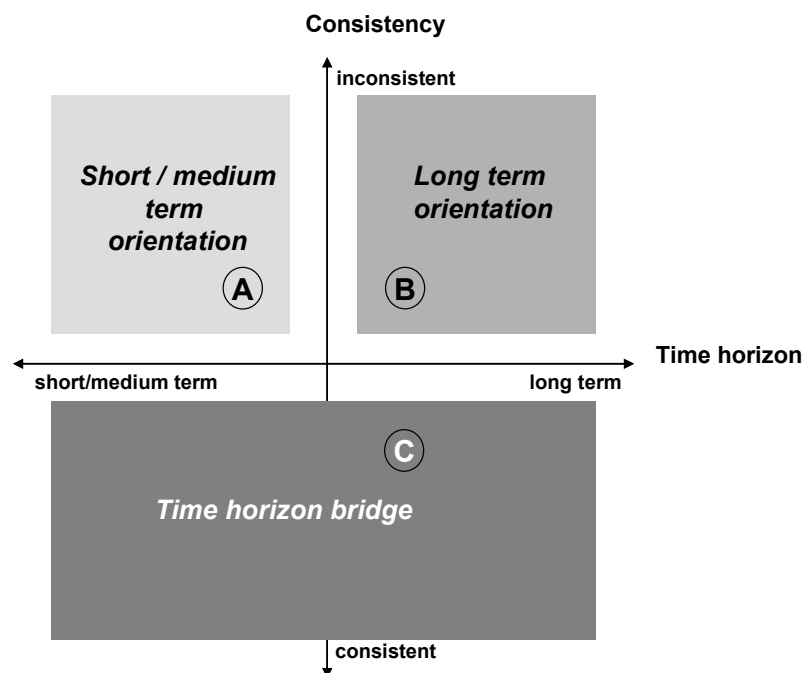 Consistency
inconsistent
Short / medium
term
orientation
A
Long term
orientation
B
Time horizon
short/medium term
long term
C
Time horizon bridge
consistent